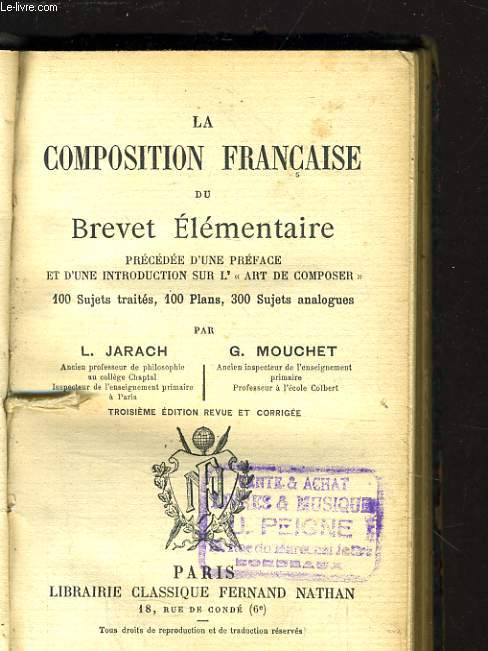 LA
COMPOSITION FRANÇAISE
DU
Brevet Élémentaire
PRÉCÉDÉE D'UNE PRÉFACE
ET D'UNE INTRODUCTION SUR L' « ART DE COMPOSER »
100 Sujets traités, 100 Plans, 300 Sujets analogues
PAR
L. JARACH
Ancien professeur de philosophie
au collège Chaptal
Inspecteur de l'enseignement primaire
à Paris
G. MOUCHET
Ancien inspecteur de l'enseignement
primaire
Professeur à l'école Colbert
TROISIÈME ÉDITION REVUE ET CORRIGÉE
& ACHAT
& MUSIQUE
J. PEIGNE
BORDEAUX
PARIS
LIBRAIRIE CLASSIQUE FERNAND NATHAN
18, RUE DE CONDÉ (6e)
Tous droits de reproduction et de traduction réservés
Le-livre.com